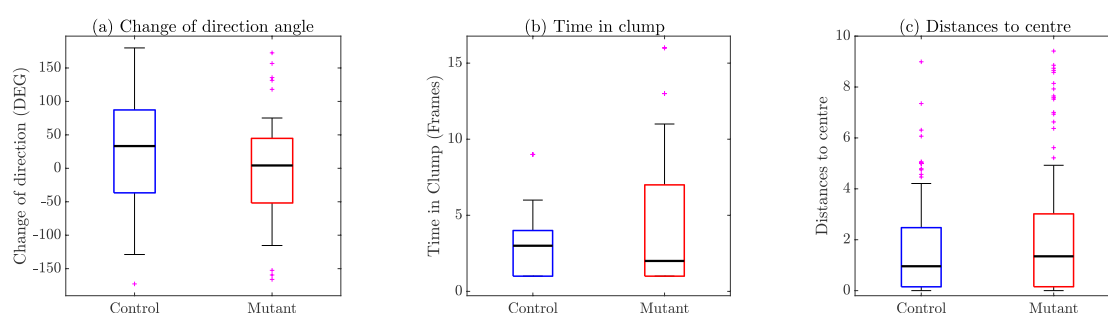 (a) Change of direction angle
Change of direction (DEG)
150
100
50
0
-50
-100
-150
Control
Mutant
(b) Time in clump
Time in Clump (Frames)
15
10
5
0
Control
Mutant
(c) Distances to centre
Distances to centre
10
8
6
4
2
0
Control
Mutant